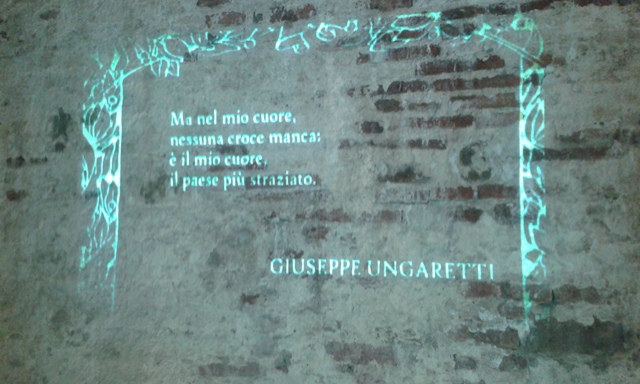 Ma nel mio cuore,
nessuna croce manca:
è il mio cuore,
il paese più straziato.
GIUSEPPE UNGARETTI